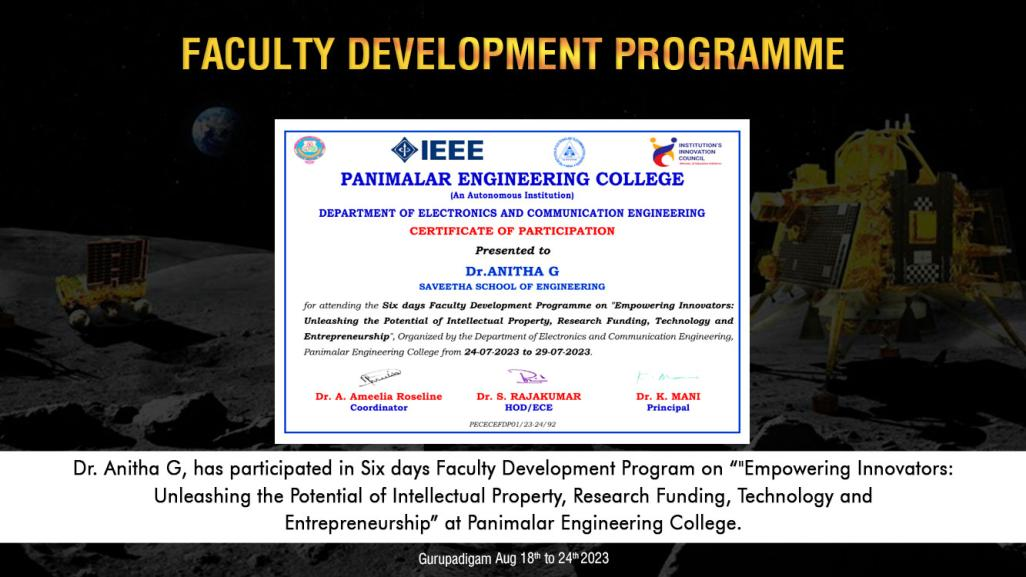 FACULTY DEVELOPMENT PROGRAMME
IEEE
INSTITUTION'S
INNOVATION
COUNCIL
PANIMALAR ENGINEERING COLLEGE
(An Autonomous Institution)
DEPARTMENT OF ELECTRONICS AND COMMUNICATION ENGINEERING
CERTIFICATE OF PARTICIPATION
Presented to
Dr.ANITHA G
SAVEETHA SCHOOL OF ENGINEERING
for attending the Six days Faculty Development Programme on "Empowering Innovators:
Unleashing the Potential of Intellectual Property, Research Funding, Technology and
Entrepreneurship", Organized by the Department of Electronics and Communication Engineering,
Panimalar Engineering College from 24-07-2023 to 29-07-2023.
Dr. A. Ameelia Roseline Dr. S. RAJAKUMAR Dr. K. MANI
Coordinator HOD/ECE Principal
PECECEFDP01/23-24/92
Dr. Anitha G, has participated in Six days Faculty Development Program on “"Empowering Innovators:
Unleashing the Potential of Intellectual Property, Research Funding, Technology and
Entrepreneurship” at Panimalar Engineering College.
Gurupadigam Aug 18th to 24th 2023